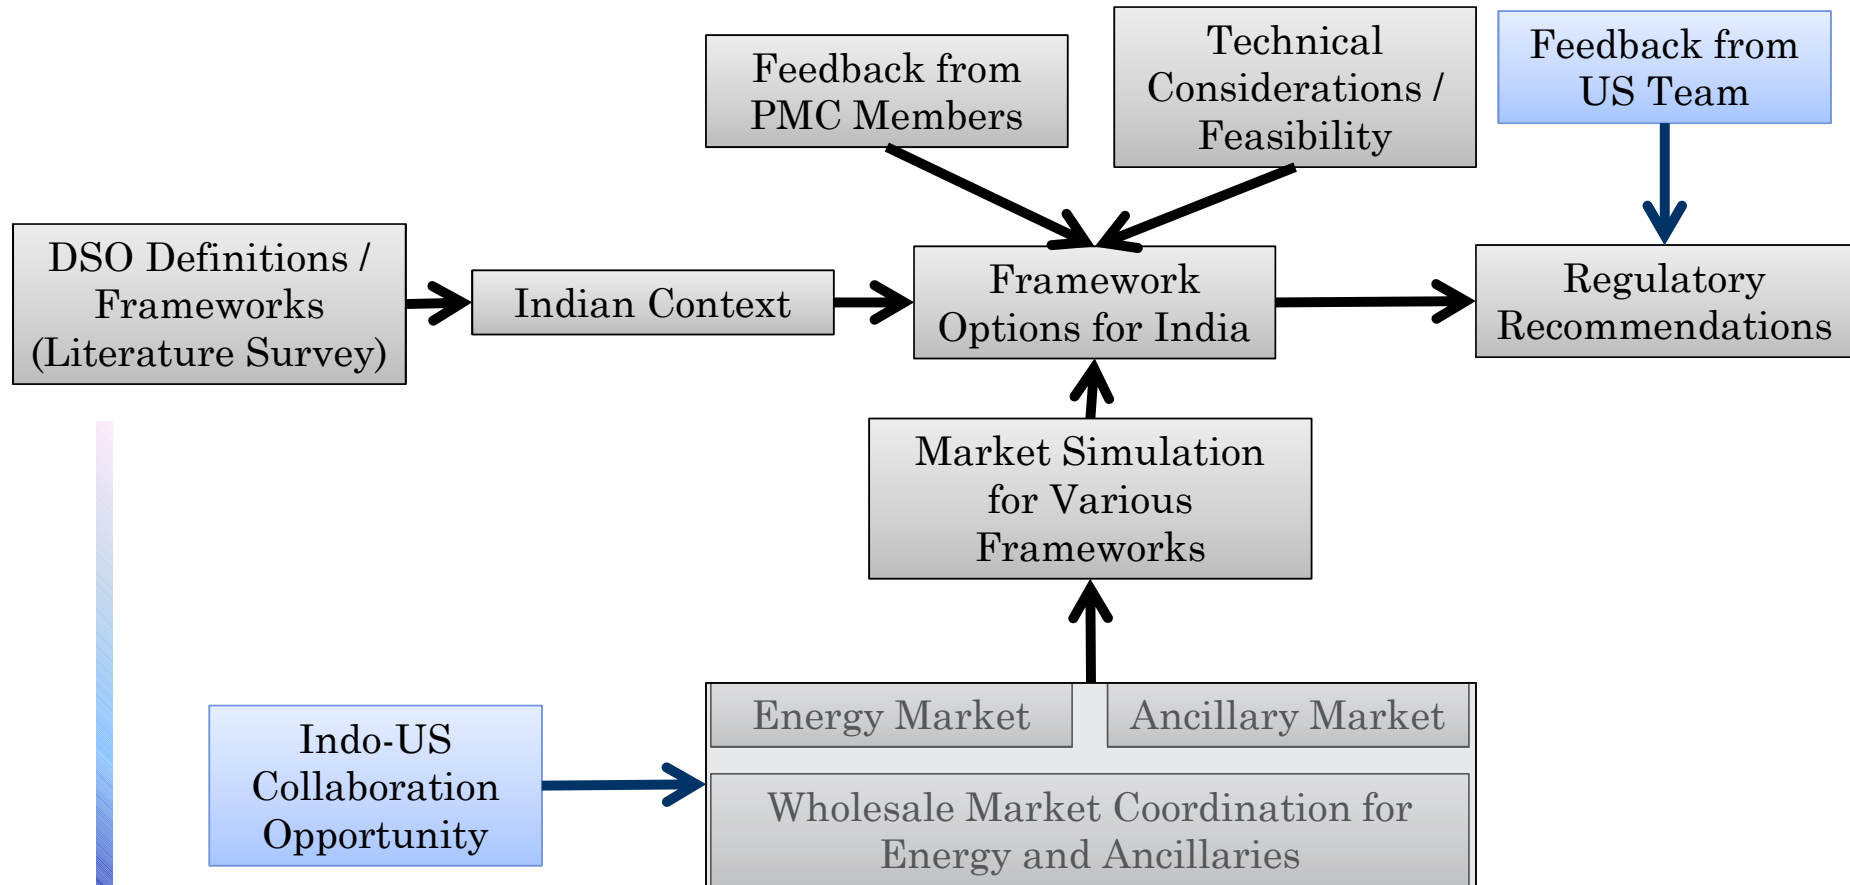 Feedback from
PMC Members
Technical
Considerations /
Feasibility
Feedback from
US Team
DSO Definitions /
Frameworks
(Literature Survey)
Indian Context
Framework
Options for India
Regulatory
Recommendations
Market Simulation
for Various
Frameworks
Indo-US
Collaboration
Opportunity
Energy Market
Ancillary Market
Wholesale Market Coordination for
Energy and Ancillaries